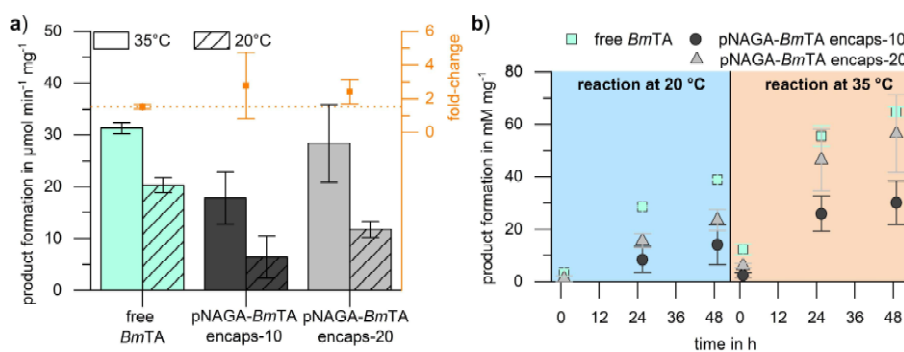 a)
35°C
20°C
product formation in µmol min⁻¹ mg⁻¹
50
40
30
20
10
0
6
4
2
0
fold-change
free
BmTA
pNAGA-BmTA
encaps-10
pNAGA-BmTA
encaps-20
b)
free BmTA
pNAGA-BmTA encaps-10
pNAGA-BmTA encaps-20
reaction at 20 °C
reaction at 35 °C
product formation in mM mg⁻¹
80
60
40
20
0
0 12 24 36 48 0 12 24 36 48
time in h